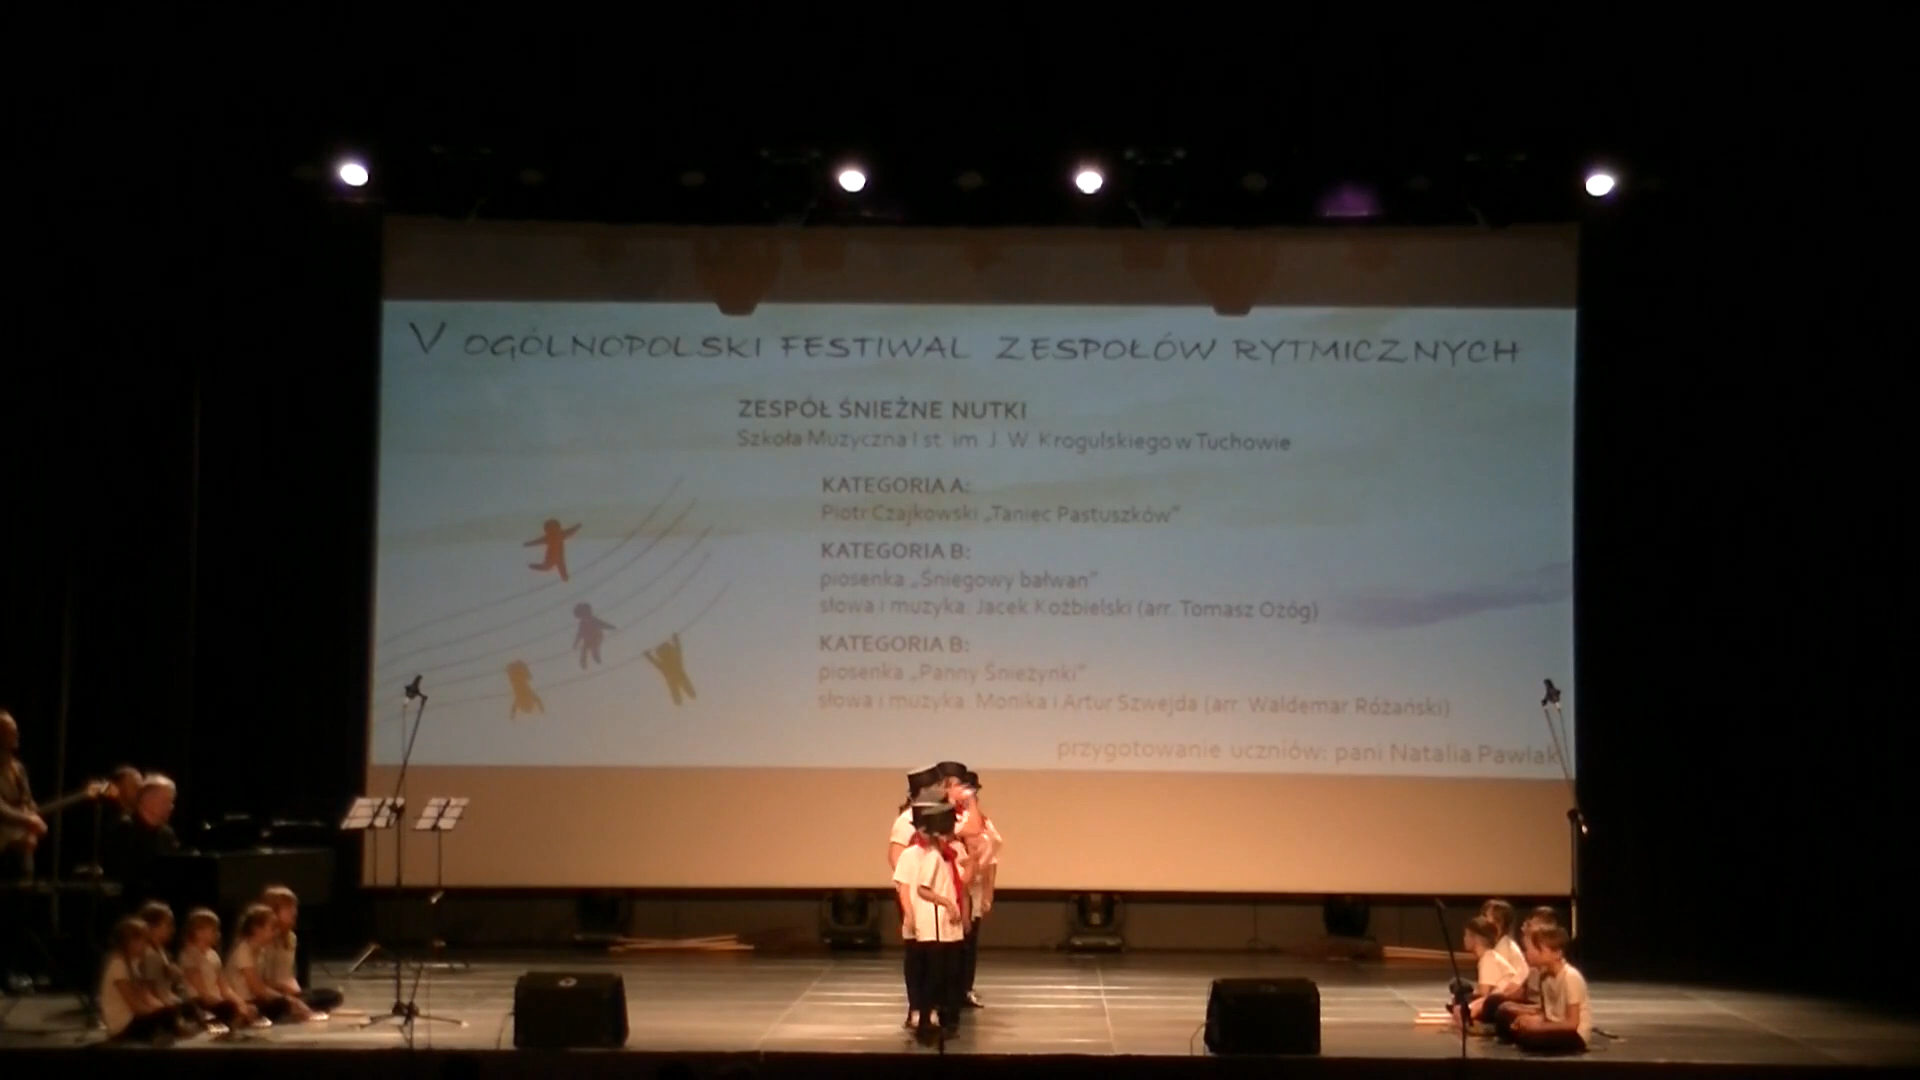 V OGÓLNOPOLSKI FESTIWAL ZESPOŁÓW RYTMICZNYCH
ZESPÓŁ ŚNIEŻNE NUTKI
Szkoła Muzyczna I st. im. J. W. Krogulskiego w Tuchowie
KATEGORIA A:
Piotr Czajkowski „Taniec Pastuszków”
KATEGORIA B:
piosenka „Śniegowy bałwan”
słowa i muzyka: Jacek Koźbielski (arr. Tomasz Ożóg)
KATEGORIA B:
piosenka „Panny Śnieżynki”
słowa i muzyka: Monika i Artur Szwejda (arr. Waldemar Różański)
przygotowanie uczniów: pani Natalia Pawlak